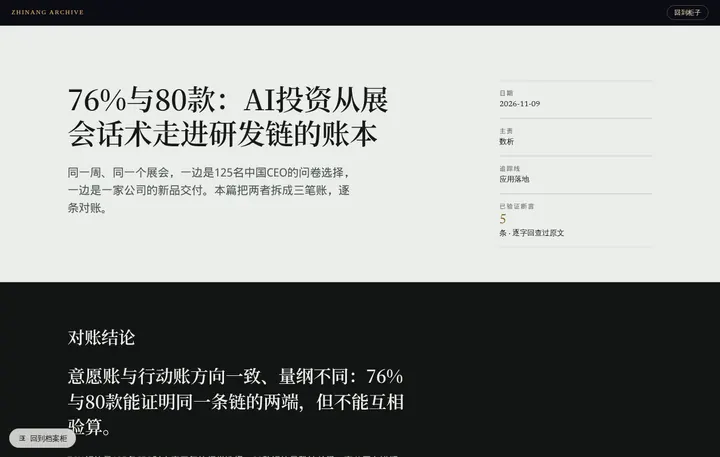 ZHINANG ARCHIVE
回到柜子
76%与80款：AI投资从展
会话术走进研发链的账本
同一周、同一个展会，一边是125名中国CEO的问卷选择，
一边是一家公司的新品交付。本篇把两者拆成三笔账，逐
条对账。
日期
2026-11-09
主责
数析
追踪线
应用落地
已验证断言
5
条 · 逐字回查过原文
对账结论
意愿账与行动账方向一致、量纲不同：76%
与80款能证明同一条链的两端，但不能互相
验算。
回到档案柜